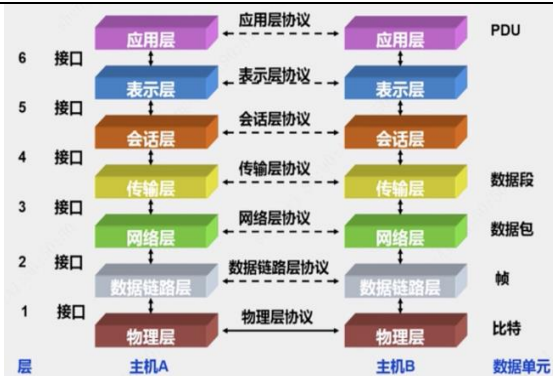 应用层 应用层协议 应用层 PDU
6 接口
表示层 表示层协议 表示层
5 接口
会话层 会话层协议 会话层
4 接口
传输层 传输层协议 传输层 数据段
3 接口
网络层 网络层协议 网络层 数据包
2 接口
数据链路层 数据链路层协议 数据链路层 帧
1 接口
物理层 物理层协议 物理层 比特
层 主机A 主机B 数据单元